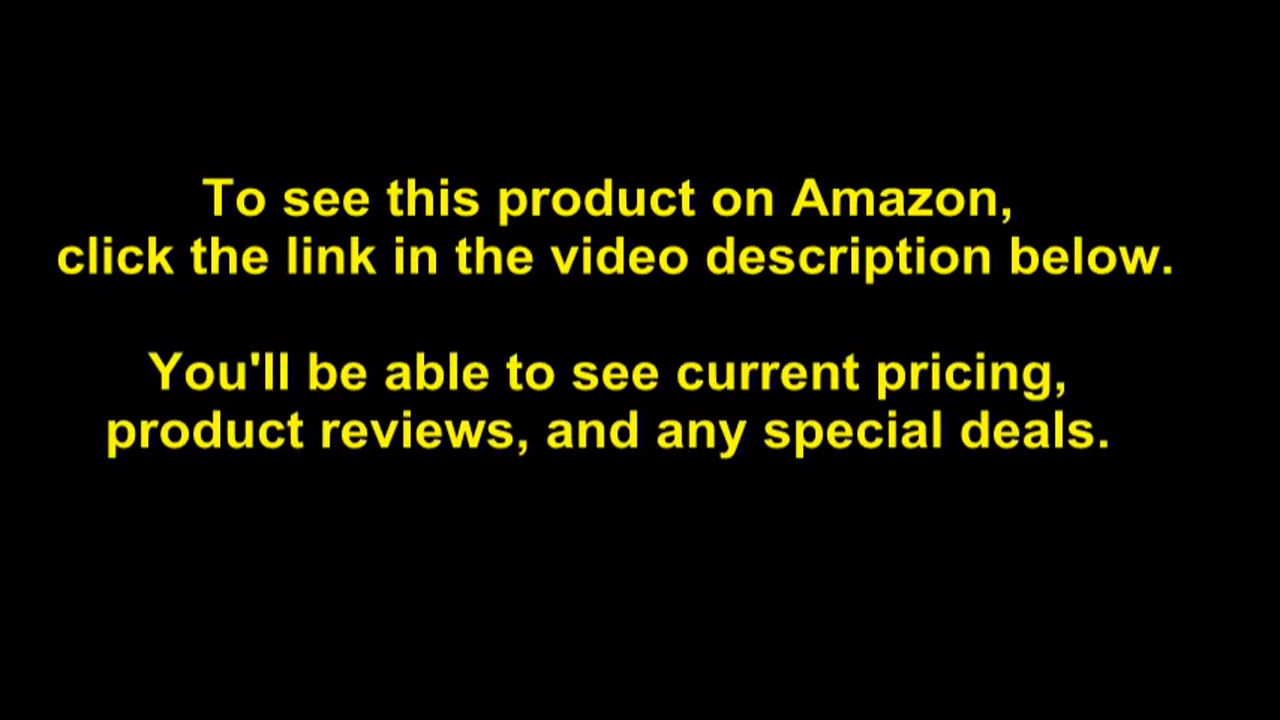 To see this product on Amazon,
click the link in the video description below.
You'll be able to see current pricing,
product reviews, and any special deals.